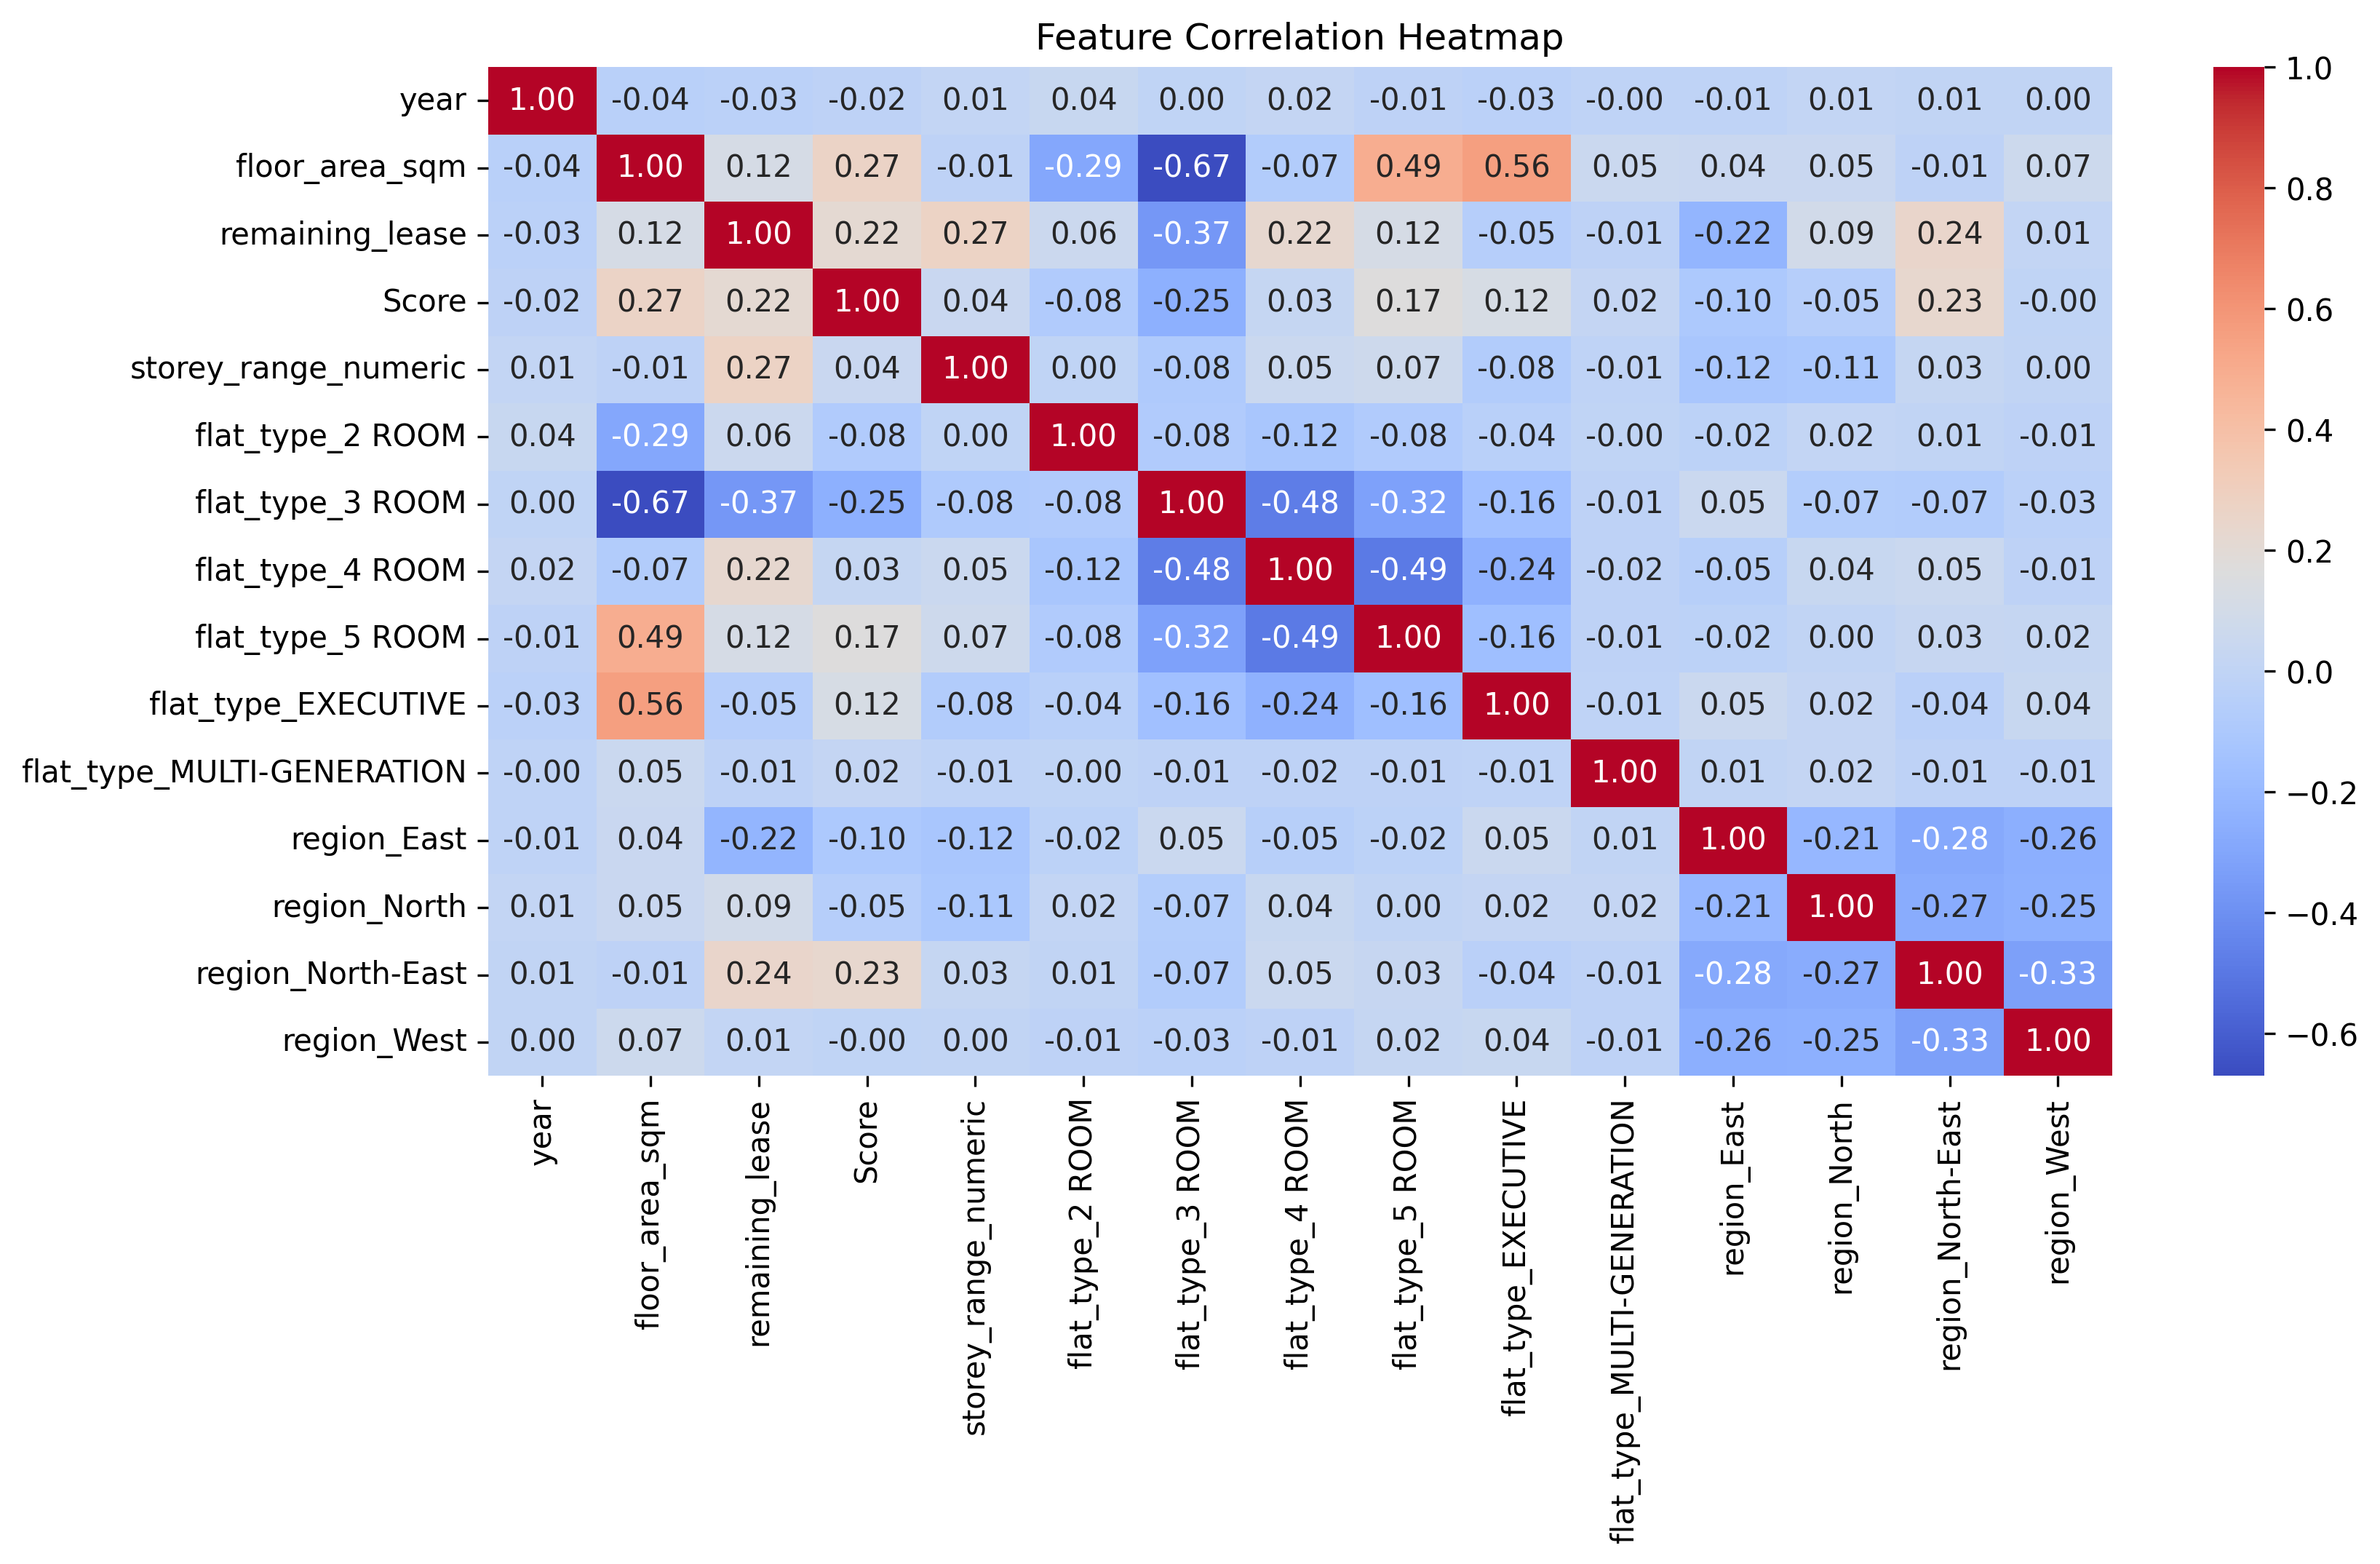 Feature Correlation Heatmap
year 1.00 -0.04 -0.03 -0.02 0.01 0.04 0.00 0.02 -0.01 -0.03 -0.00 -0.01 0.01 0.01 0.00
floor_area_sqm -0.04 1.00 0.12 0.27 -0.01 -0.29 -0.67 -0.07 0.49 0.56 0.05 0.04 0.05 -0.01 0.07
remaining_lease -0.03 0.12 1.00 0.22 0.27 0.06 -0.37 0.22 0.12 -0.05 -0.01 -0.22 0.09 0.24 0.01
Score -0.02 0.27 0.22 1.00 0.04 -0.08 -0.25 0.03 0.17 0.12 0.02 -0.10 -0.05 0.23 -0.00
storey_range_numeric 0.01 -0.01 0.27 0.04 1.00 0.00 -0.08 0.05 0.07 -0.08 -0.01 -0.12 -0.11 0.03 0.00
flat_type_2 ROOM 0.04 -0.29 0.06 -0.08 0.00 1.00 -0.08 -0.12 -0.08 -0.04 -0.00 -0.02 0.02 0.01 -0.01
flat_type_3 ROOM 0.00 -0.67 -0.37 -0.25 -0.08 -0.08 1.00 -0.48 -0.32 -0.16 -0.01 0.05 -0.07 -0.07 -0.03
flat_type_4 ROOM 0.02 -0.07 0.22 0.03 0.05 -0.12 -0.48 1.00 -0.49 -0.24 -0.02 -0.05 0.04 0.05 -0.01
flat_type_5 ROOM -0.01 0.49 0.12 0.17 0.07 -0.08 -0.32 -0.49 1.00 -0.16 -0.01 -0.02 0.00 0.03 0.02
flat_type_EXECUTIVE -0.03 0.56 -0.05 0.12 -0.08 -0.04 -0.16 -0.24 -0.16 1.00 -0.01 0.05 0.02 -0.04 0.04
flat_type_MULTI-GENERATION -0.00 0.05 -0.01 0.02 -0.01 -0.00 -0.01 -0.02 -0.01 -0.01 1.00 0.01 0.02 -0.01 -0.01
region_East -0.01 0.04 -0.22 -0.10 -0.12 -0.02 0.05 -0.05 -0.02 0.05 0.01 1.00 -0.21 -0.28 -0.26
region_North 0.01 0.05 0.09 -0.05 -0.11 0.02 -0.07 0.04 0.00 0.02 0.02 -0.21 1.00 -0.27 -0.25
region_North-East 0.01 -0.01 0.24 0.23 0.03 0.01 -0.07 0.05 0.03 -0.04 -0.01 -0.28 -0.27 1.00 -0.33
region_West 0.00 0.07 0.01 -0.00 0.00 -0.01 -0.03 -0.01 0.02 0.04 -0.01 -0.26 -0.25 -0.33 1.00
year
floor_area_sqm
remaining_lease
Score
storey_range_numeric
flat_type_2 ROOM
flat_type_3 ROOM
flat_type_4 ROOM
flat_type_5 ROOM
flat_type_EXECUTIVE
flat_type_MULTI-GENERATION
region_East
region_North
region_North-East
region_West
1.0
0.8
0.6
0.4
0.2
0.0
−0.2
−0.4
−0.6